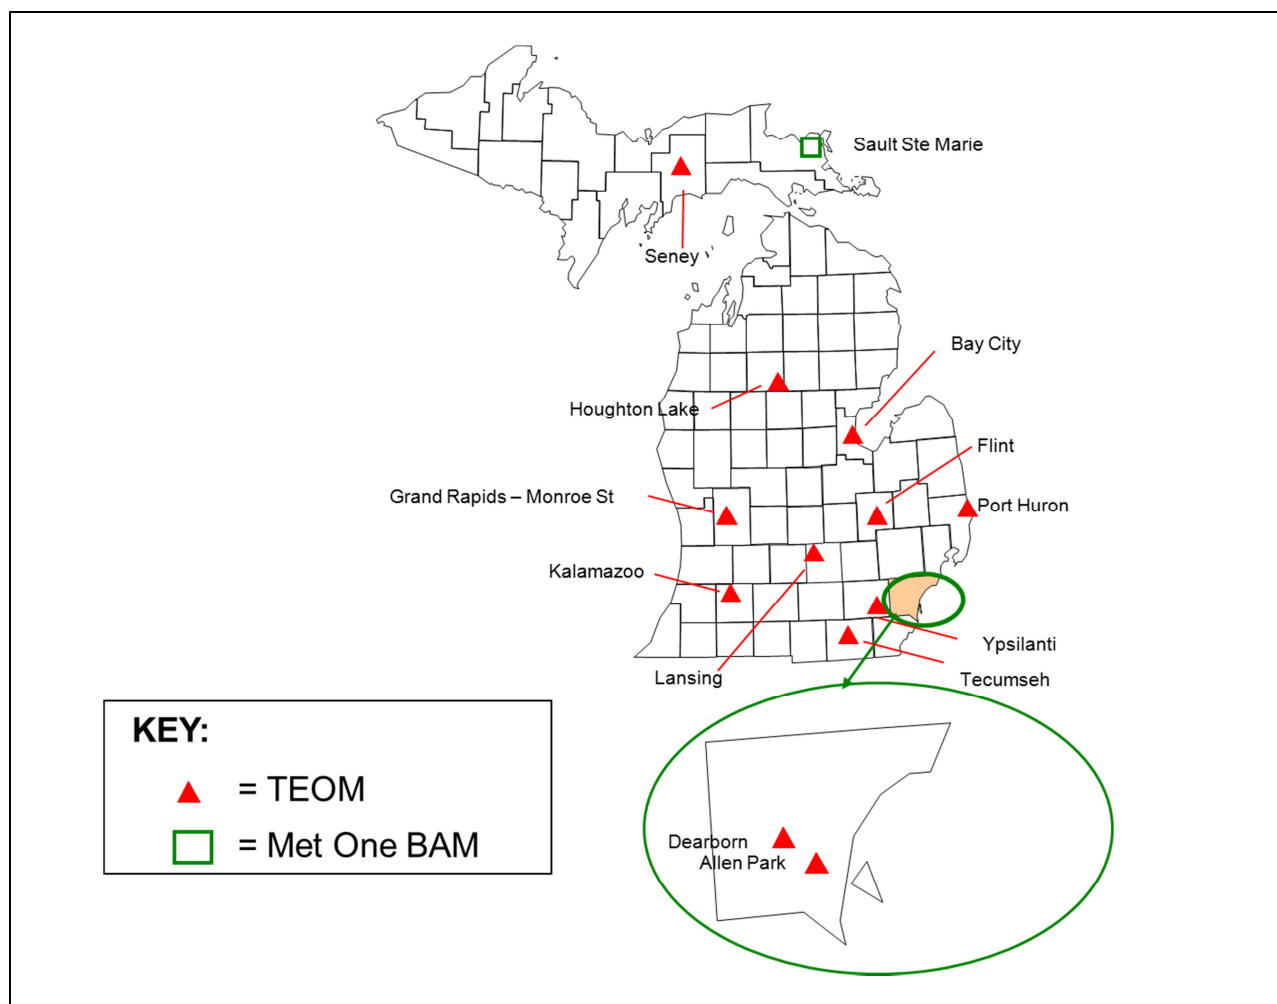 Sault Ste Marie
Seney
Bay City
Houghton Lake
Flint
Grand Rapids – Monroe St
Port Huron
Kalamazoo
Ypsilanti
Lansing
Tecumseh
KEY:
= TEOM
= Met One BAM
Dearborn
Allen Park